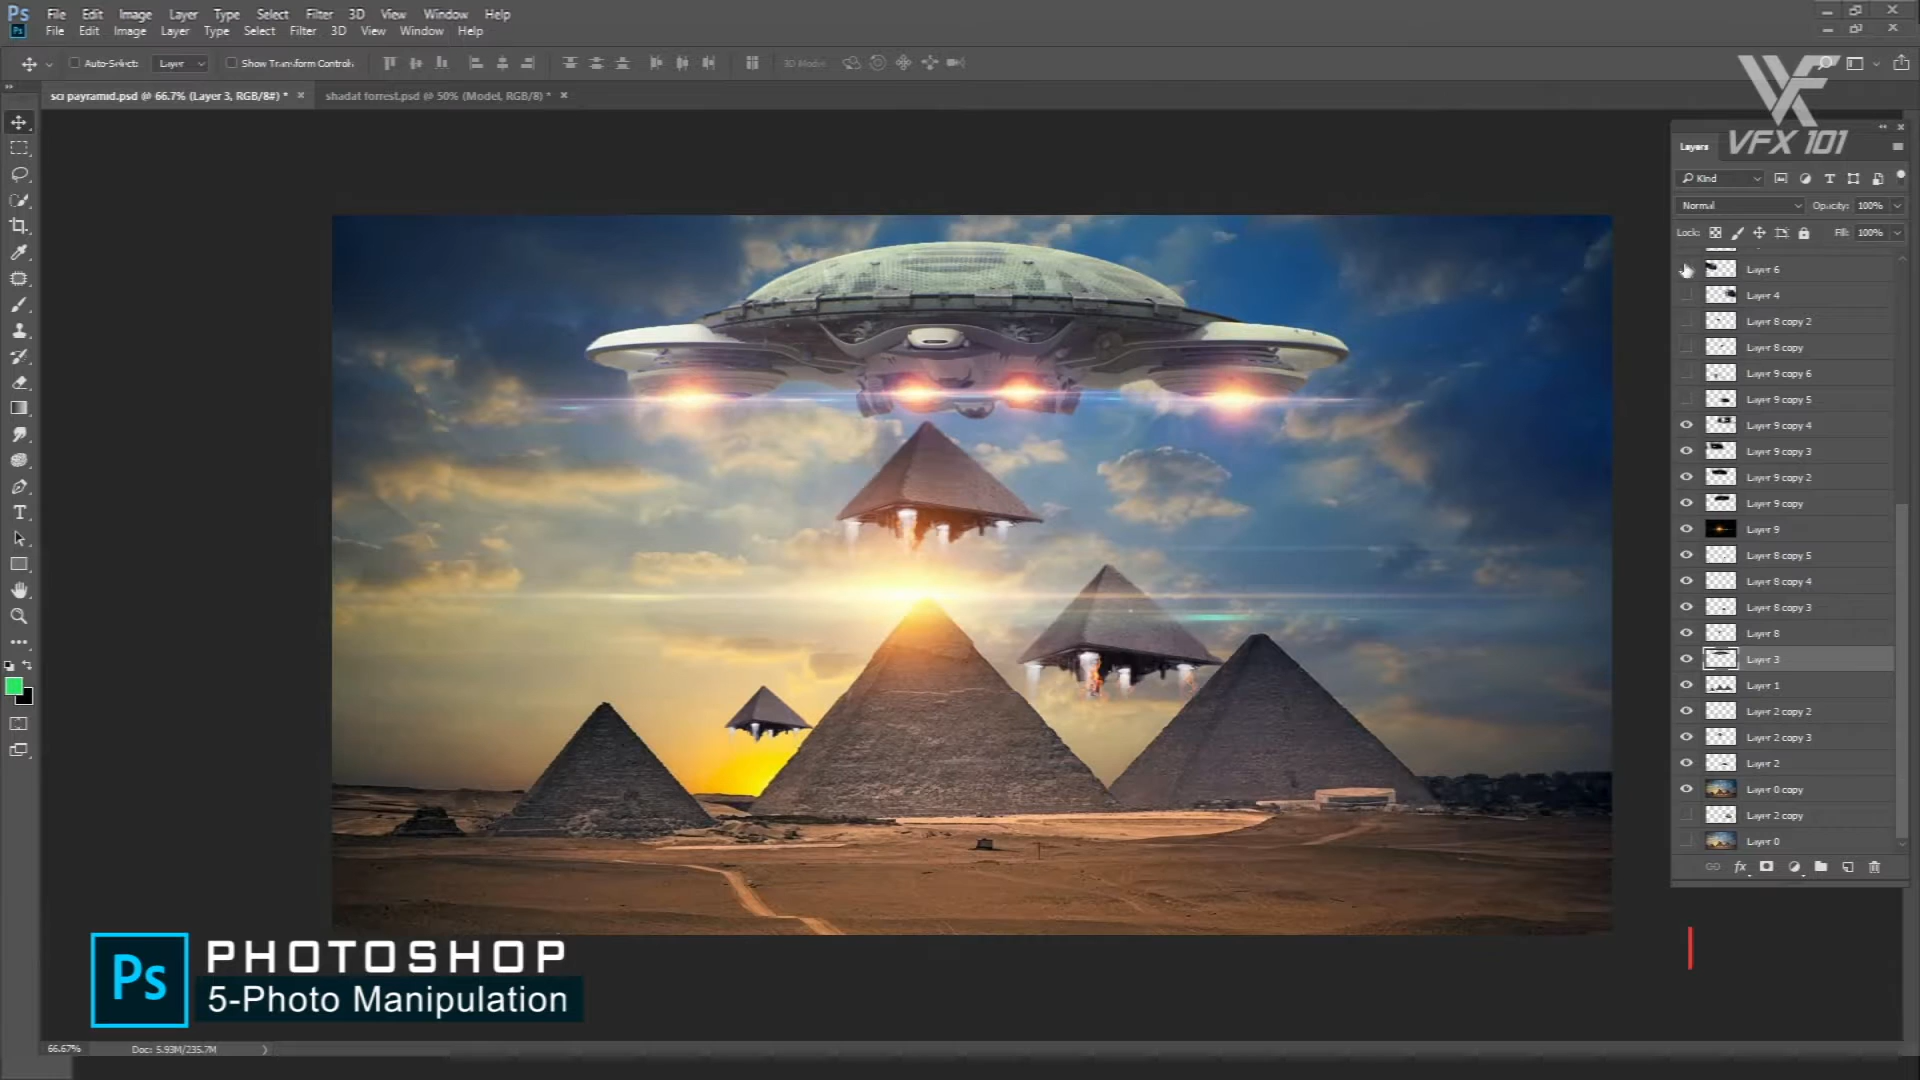 Ps File Edit Image Layer Type Select Filter 3D View Window Help
Ps File Edit Image Layer Type Select Filter 3D View Window Help
Auto-Select: Layer Show Transform Controls 3D Mode
sci payramid.psd @ 66.7% (Layer 3, RGB/8#) * shadat forrest.psd @ 50% (Model, RGB/8) *
VFX 101
Layers
Kind
Normal Opacity: 100%
Lock: Fill: 100%
Layer 6
Layer 4
Layer 8 copy 2
Layer 8 copy
Layer 9 copy 6
Layer 9 copy 5
Layer 9 copy 4
Layer 9 copy 3
Layer 9 copy 2
Layer 9 copy
Layer 9
Layer 8 copy 5
Layer 8 copy 4
Layer 8 copy 3
Layer 8
Layer 3
Layer 1
Layer 2 copy 2
Layer 2 copy 3
Layer 2
Layer 0 copy
Layer 2 copy
Layer 0
fx
Ps
PHOTOSHOP
5-Photo Manipulation
66.67% Doc: 5.93M/235.7M